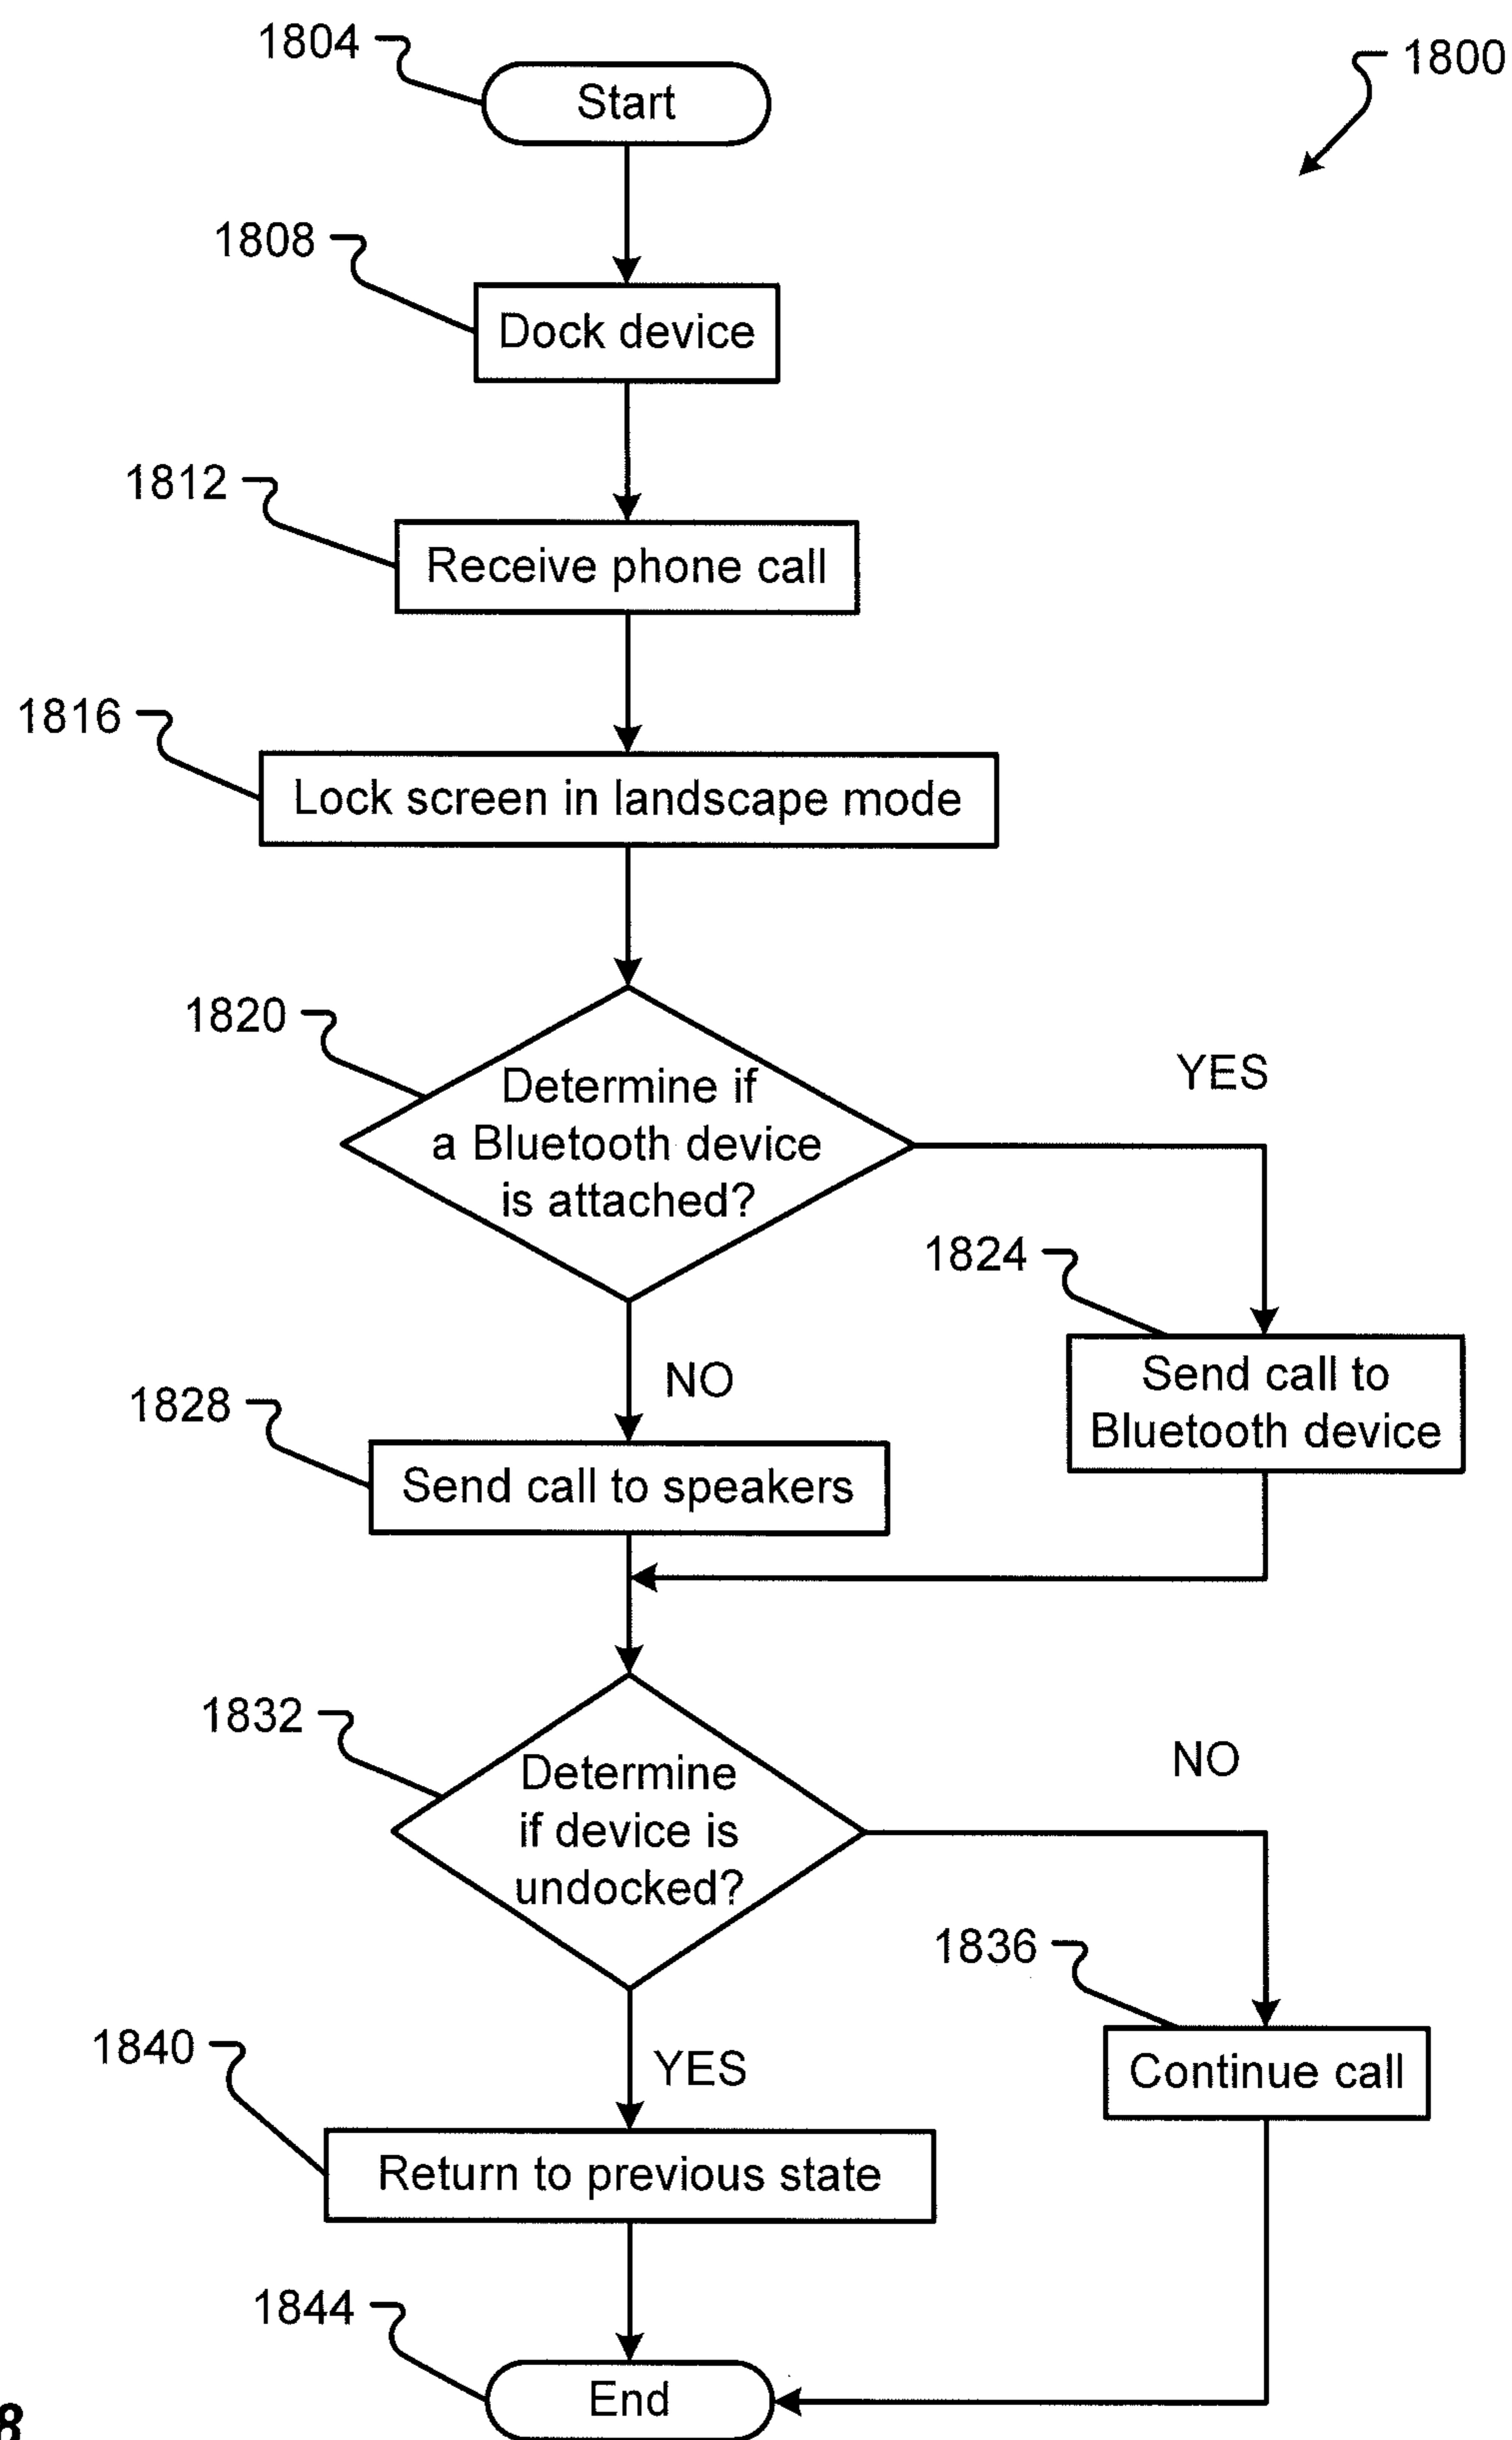 1804
Start
1800
1808
Dock device
1812
Receive phone call
1816
Lock screen in landscape mode
1820
Determine if
a Bluetooth device
is attached?
YES
1824
Send call to
Bluetooth device
NO
1828
Send call to speakers
1832
Determine
if device is
undocked?
NO
1836
Continue call
YES
1840
Return to previous state
1844
End
8